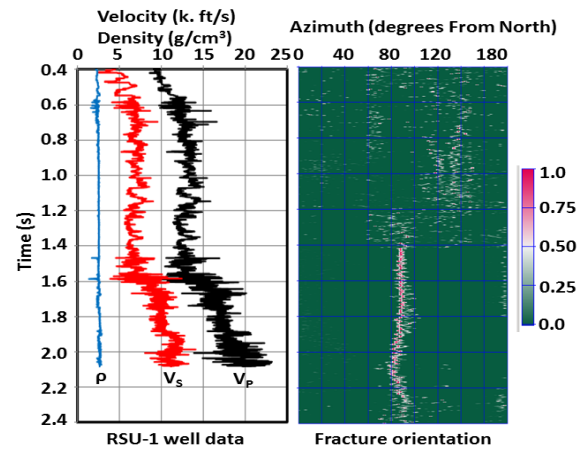 Velocity (k. ft/s)
Density (g/cm³)
0 5 10 15 20 25
0.4
0.6
0.8
1.0
1.2
1.4
1.6
1.8
2.0
2.2
2.4
Time (s)
ρ V_S V_P
RSU-1 well data
Azimuth (degrees From North)
0 40 80 120 180
1.0
0.75
0.50
0.25
0.0
Fracture orientation